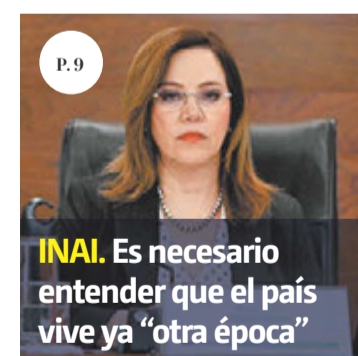 P. 9
INAI. Es necesario
entender que el país
vive ya “otra época”